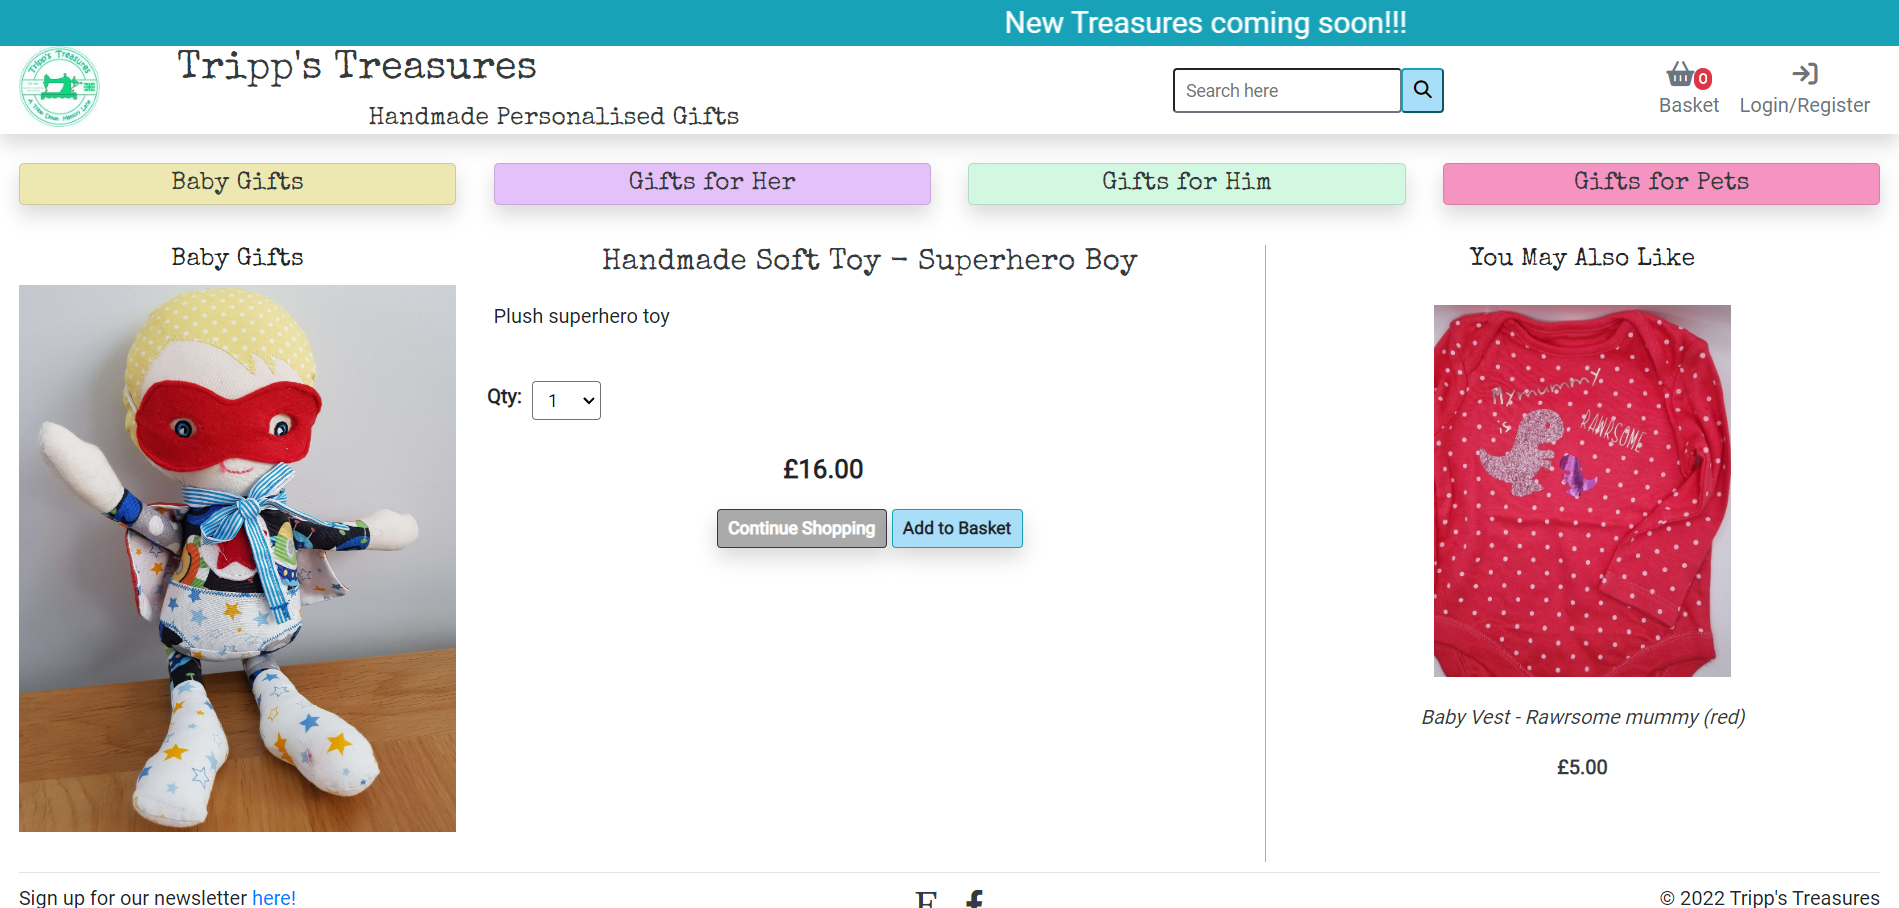 New Treasures coming soon!!!
Tripp's Treasures
Tripp's Treasures
Handmade Personalised Gifts
Search here
0
Basket
Login/Register
Baby Gifts
Gifts for Her
Gifts for Him
Gifts for Pets
Baby Gifts
Handmade Soft Toy - Superhero Boy
Plush superhero toy
Qty:
1
£16.00
Continue Shopping
Add to Basket
You May Also Like
My mummy
is
RAWRSOME
Baby Vest - Rawrsome mummy (red)
£5.00
Sign up for our newsletter here!
© 2022 Tripp's Treasures